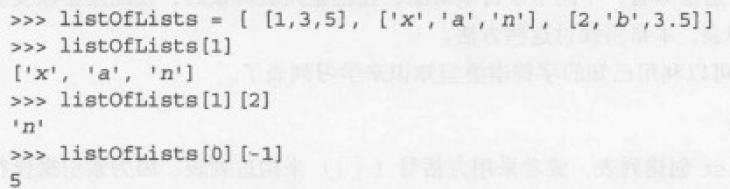 >>> listOfLists = [ [1,3,5], ['x','a','n'], [2,'b',3.5]]
>>> listOfLists[1]
['x', 'a', 'n']
>>> listOfLists[1][2]
'n'
>>> listOfLists[0][-1]
5